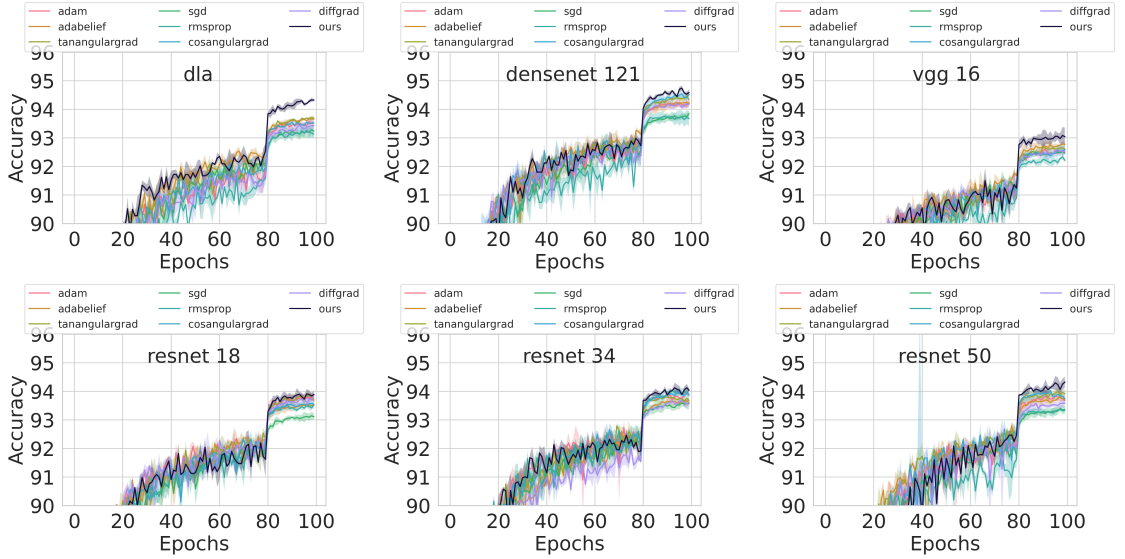 adam sgd diffgrad
adabelief rmsprop ours
tanangulargrad cosangulargrad
96
95
94
93
92
91
90
Accuracy
dla
0 20 40 60 80 100
Epochs
adam sgd diffgrad
adabelief rmsprop ours
tanangulargrad cosangulargrad
96
95
94
93
92
91
90
Accuracy
densenet 121
0 20 40 60 80 100
Epochs
adam sgd diffgrad
adabelief rmsprop ours
tanangulargrad cosangulargrad
96
95
94
93
92
91
90
Accuracy
vgg 16
0 20 40 60 80 100
Epochs
adam sgd diffgrad
adabelief rmsprop ours
tanangulargrad cosangulargrad
96
95
94
93
92
91
90
Accuracy
resnet 18
0 20 40 60 80 100
Epochs
adam sgd diffgrad
adabelief rmsprop ours
tanangulargrad cosangulargrad
96
95
94
93
92
91
90
Accuracy
resnet 34
0 20 40 60 80 100
Epochs
adam sgd diffgrad
adabelief rmsprop ours
tanangulargrad cosangulargrad
96
95
94
93
92
91
90
Accuracy
resnet 50
0 20 40 60 80 100
Epochs